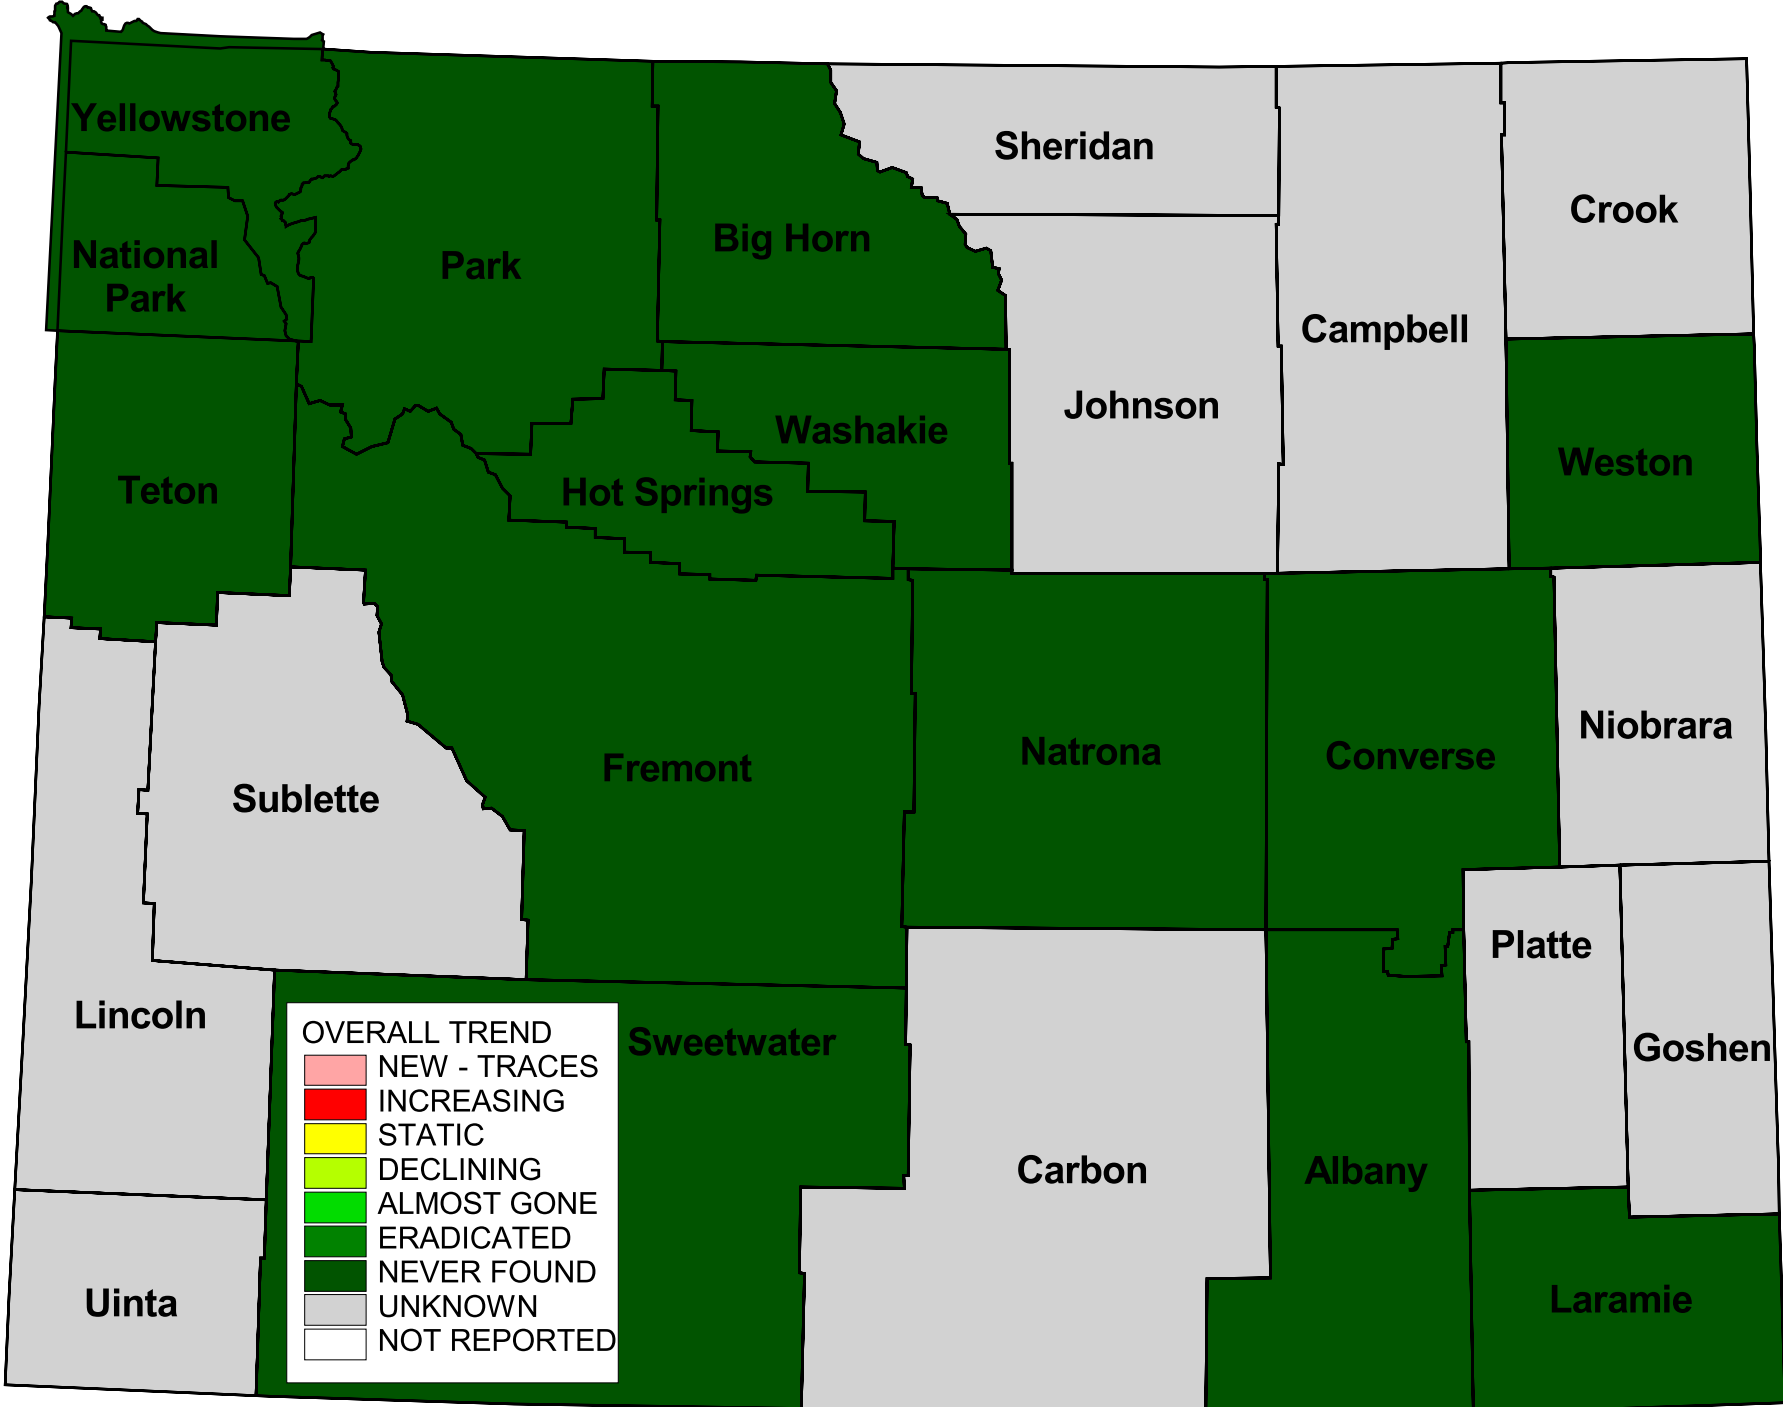 Yellowstone
National
Park
Park
Big Horn
Sheridan
Crook
Campbell
Johnson
Washakie
Weston
Teton
Hot Springs
Niobrara
Natrona
Converse
Fremont
Sublette
Platte
Lincoln
Sweetwater
Goshen
Carbon
Albany
Uinta
Laramie
OVERALL TREND
NEW - TRACES
INCREASING
STATIC
DECLINING
ALMOST GONE
ERADICATED
NEVER FOUND
UNKNOWN
NOT REPORTED